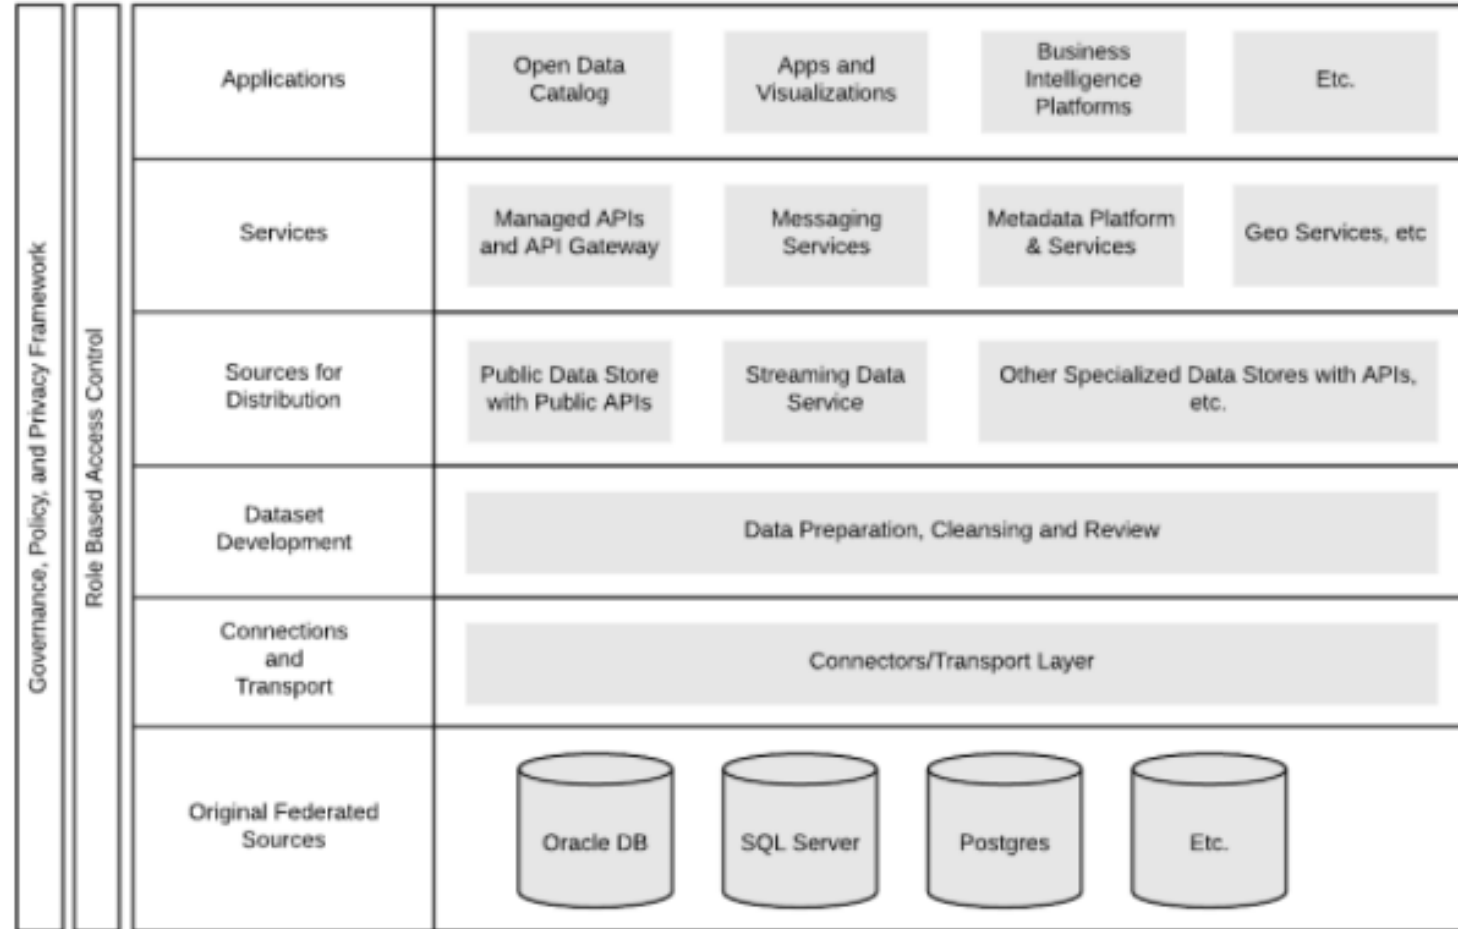 Governance, Policy, and Privacy Framework
Role Based Access Control
Applications
Open Data
Catalog
Apps and
Visualizations
Business
Intelligence
Platforms
Etc.
Services
Managed APIs
and API Gateway
Messaging
Services
Metadata Platform
& Services
Geo Services, etc
Sources for
Distribution
Public Data Store
with Public APIs
Streaming Data
Service
Other Specialized Data Stores with APIs,
etc.
Dataset
Development
Data Preparation, Cleansing and Review
Connections
and
Transport
Connectors/Transport Layer
Original Federated
Sources
Oracle DB
SQL Server
Postgres
Etc.